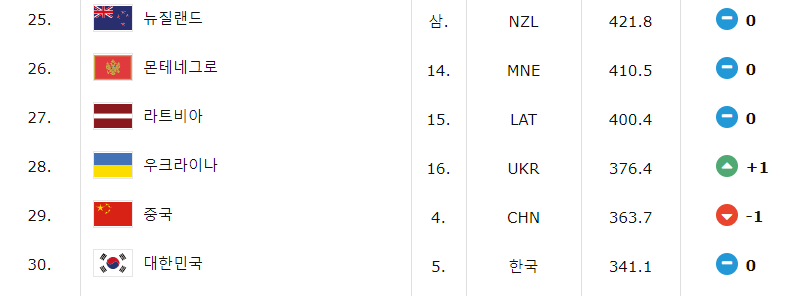 25. 뉴질랜드 삼. NZL 421.8 0
26. 몬테네그로 14. MNE 410.5 0
27. 라트비아 15. LAT 400.4 0
28. 우크라이나 16. UKR 376.4 +1
29. 중국 4. CHN 363.7 -1
30. 대한민국 5. 한국 341.1 0